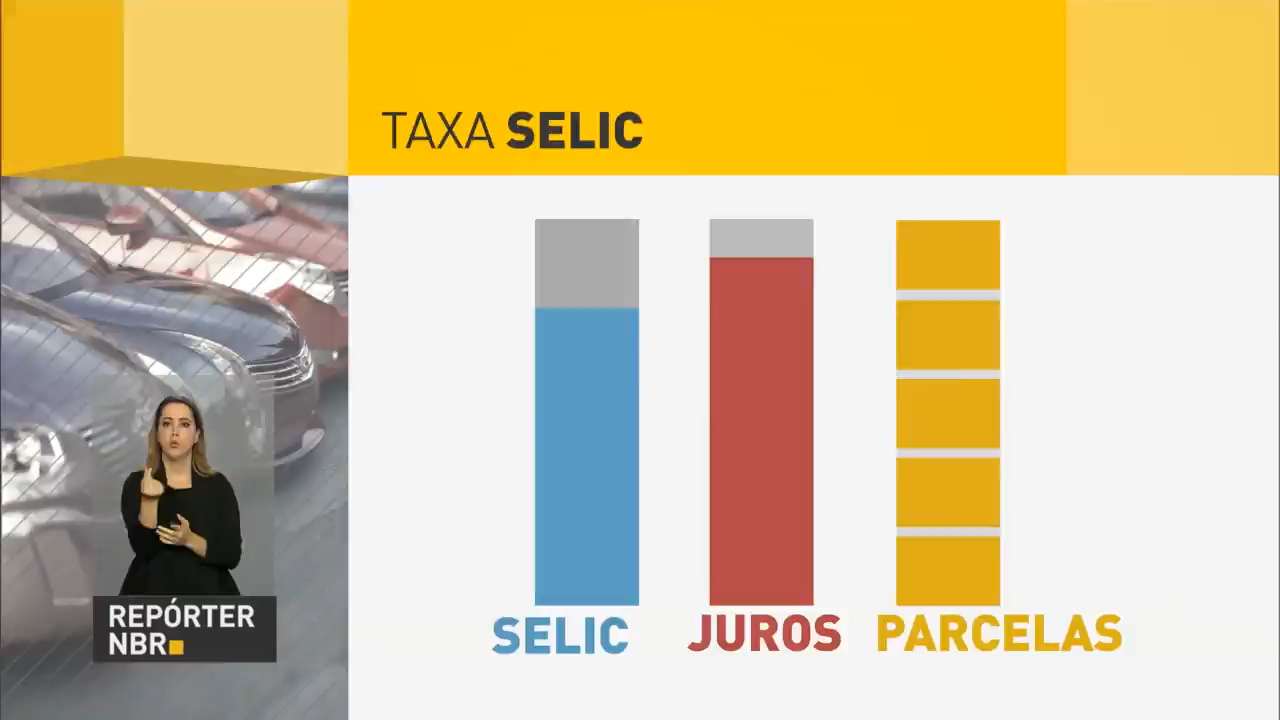 TAXA SELIC
SELIC
JUROS
PARCELAS
REPÓRTER
NBR